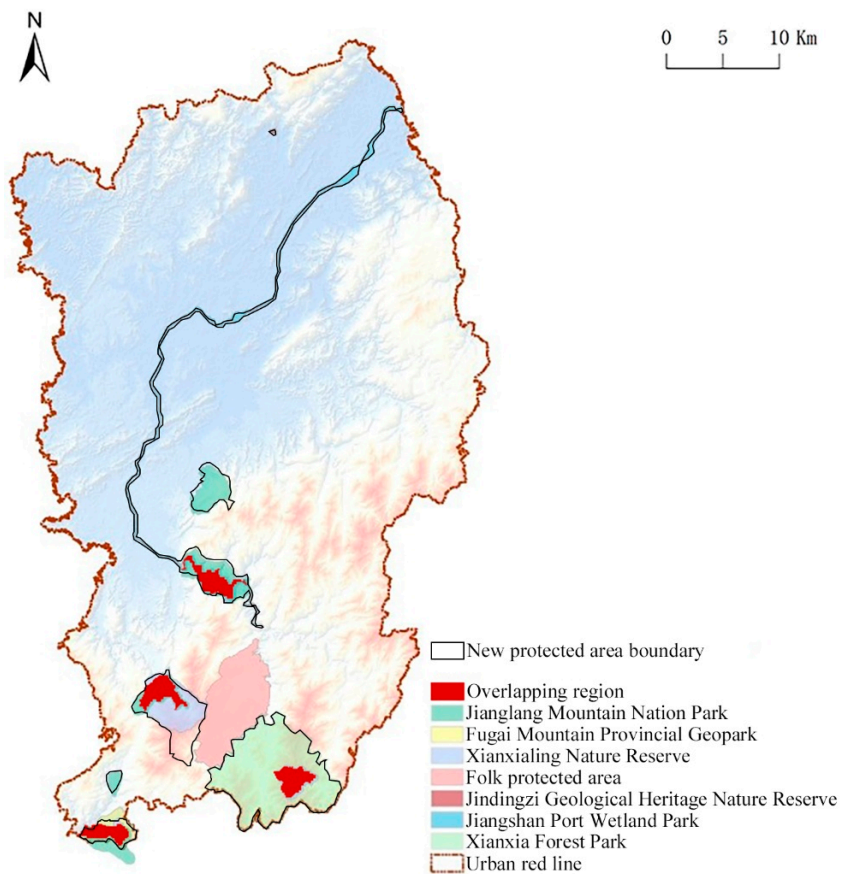 N
0 5 10 Km
New protected area boundary
Overlapping region
Jianglang Mountain Nation Park
Fugai Mountain Provincial Geopark
Xianxialing Nature Reserve
Folk protected area
Jindingzi Geological Heritage Nature Reserve
Jiangshan Port Wetland Park
Xianxia Forest Park
Urban red line